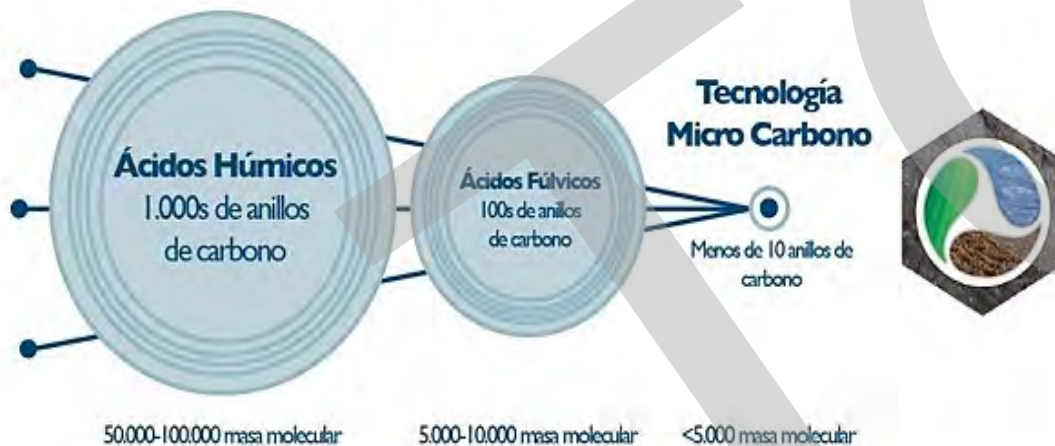 Ácidos Húmicos
1.000s de anillos
de carbono
Ácidos Fúlvicos
100s de anillos
de carbono
Tecnología
Micro Carbono
Menos de 10 anillos de
carbono
50.000-100.000 masa molecular
5.000-10.000 masa molecular
<5.000 masa molecular